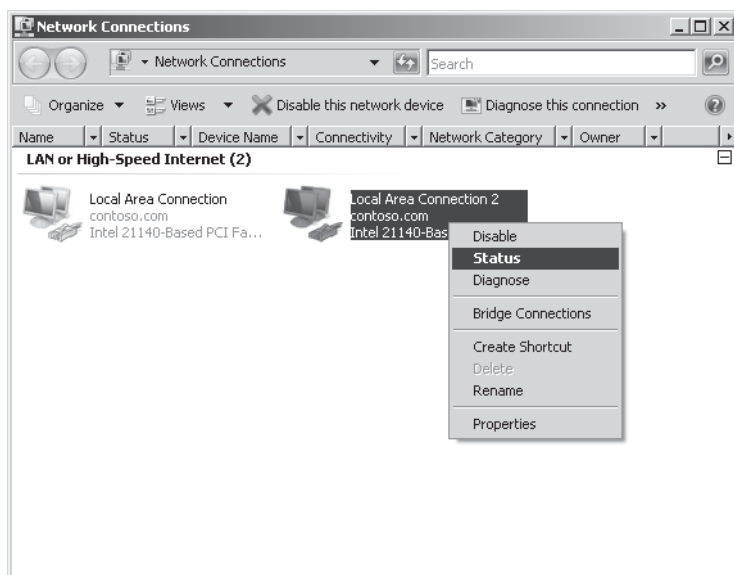 Network Connections
Network Connections
Search
Organize Views Disable this network device Diagnose this connection »
Name Status Device Name Connectivity Network Category Owner
LAN or High-Speed Internet (2)
Local Area Connection
contoso.com
Intel 21140-Based PCI Fa...
Local Area Connection 2
contoso.com
Intel 21140-Bas
Disable
Status
Diagnose
Bridge Connections
Create Shortcut
Delete
Rename
Properties